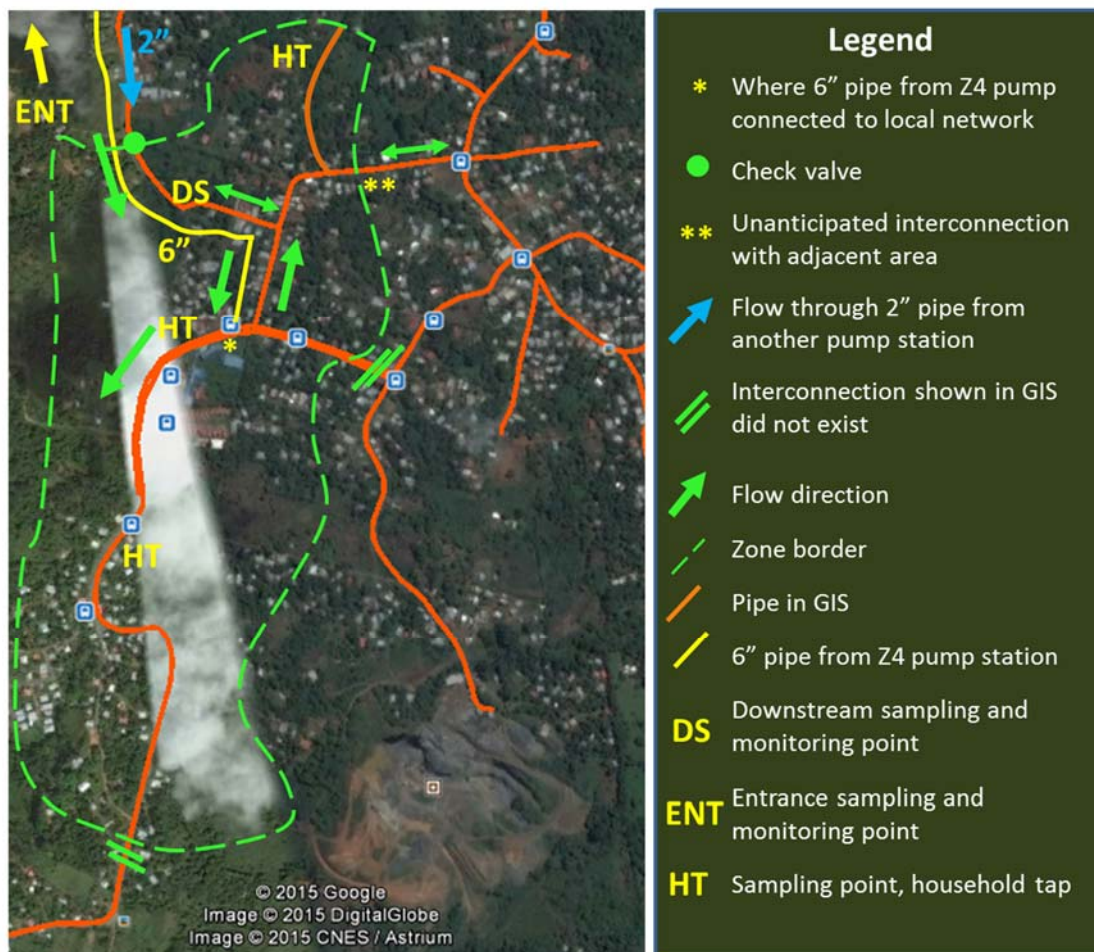 2”
HT
ENT
DS
**
6”
HT
*
HT
© 2015 Google
Image © 2015 DigitalGlobe
Image © 2015 CNES / Astrium
Legend
* Where 6” pipe from Z4 pump
connected to local network
Check valve
** Unanticipated interconnection
with adjacent area
Flow through 2” pipe from
another pump station
Interconnection shown in GIS
did not exist
Flow direction
Zone border
Pipe in GIS
6” pipe from Z4 pump station
DS Downstream sampling and
monitoring point
ENT Entrance sampling and
monitoring point
HT Sampling point, household tap